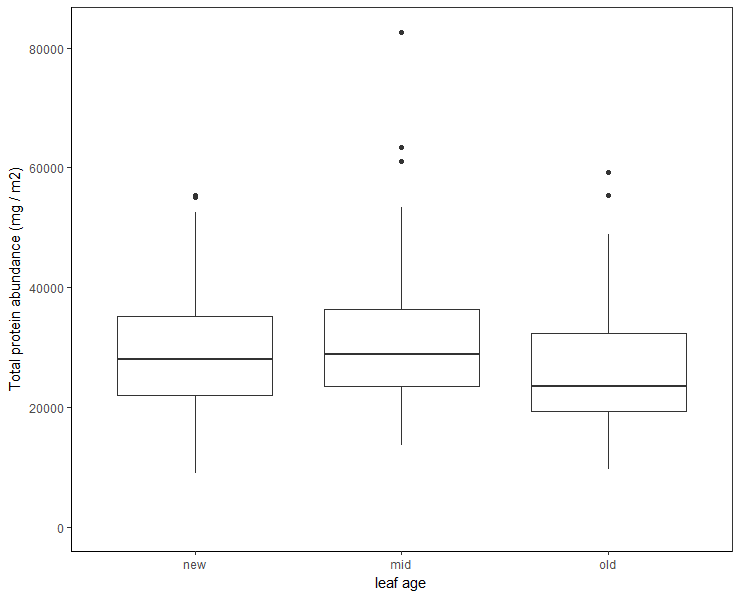 Total protein abundance (mg / m2)
80000
60000
40000
20000
0
new mid old
leaf age